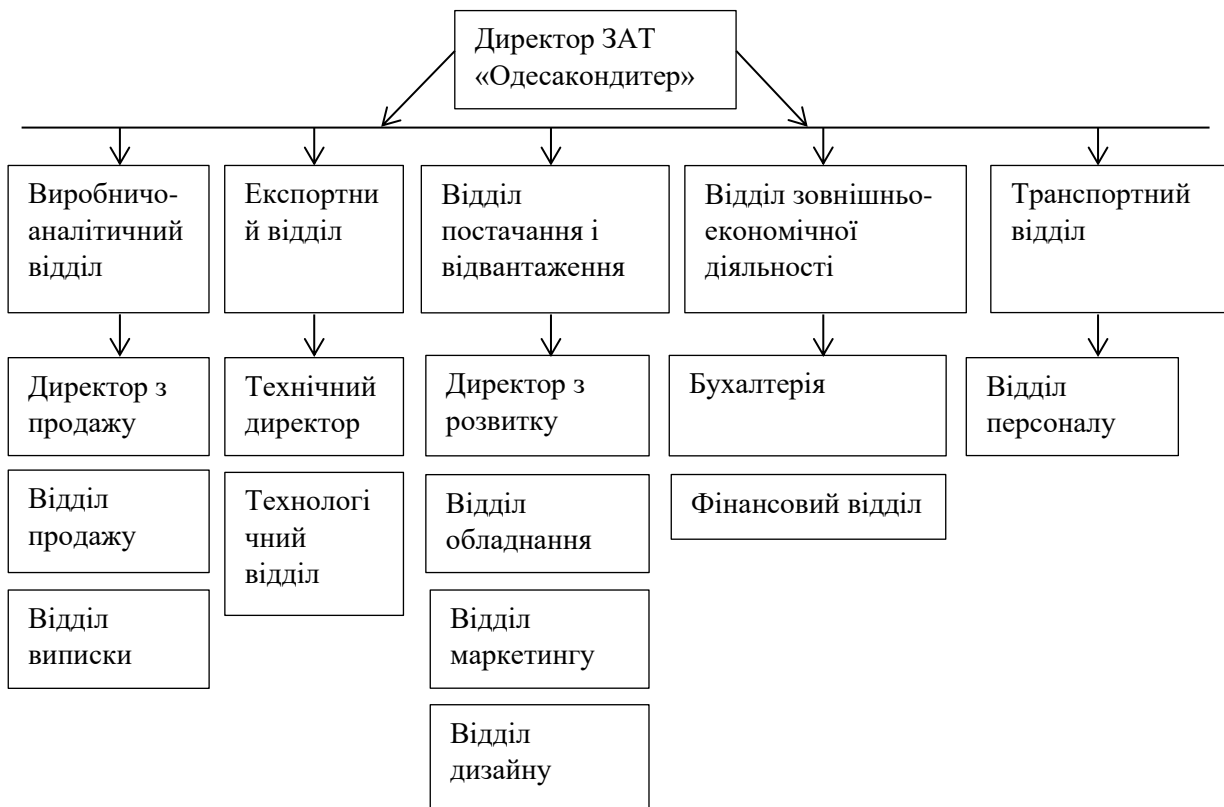 Директор ЗАТ
«Одесакондитер»
Виробничо-
аналітичний
відділ
Експортни
й відділ
Відділ
постачання і
відвантаження
Відділ зовнішньо-
економічної
діяльності
Транспортний
відділ
Директор з
продажу
Технічний
директор
Директор з
розвитку
Бухалтерія
Відділ
персоналу
Відділ
продажу
Технологі
чний
відділ
Відділ
обладнання
Фінансовий відділ
Відділ
виписки
Відділ
маркетингу
Відділ
дизайну